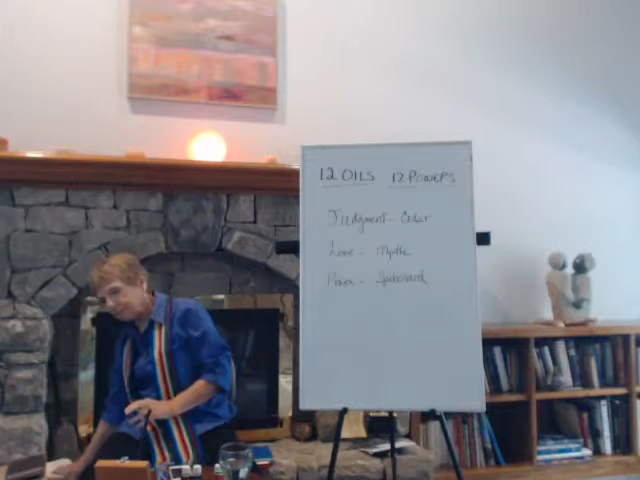 12 OILS 12 POWERS
Judgment - Cedar
Love - Myrtle
Power - Spikenard